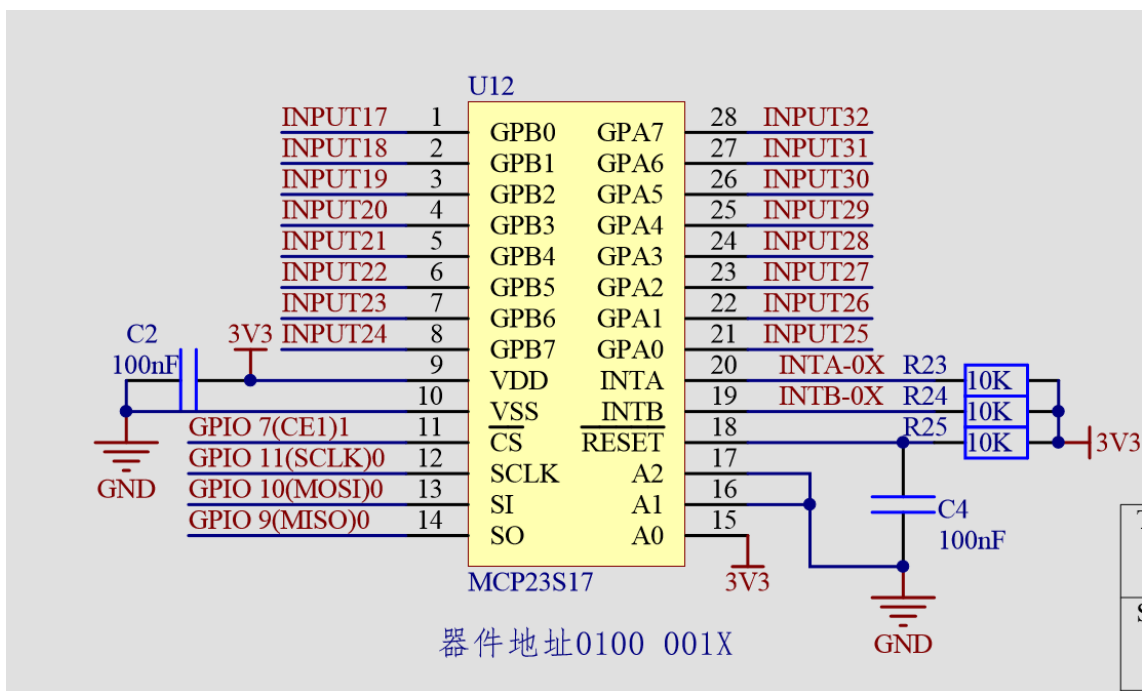 U12
INPUT17 1 GPB0 GPA7 28 INPUT32
INPUT18 2 GPB1 GPA6 27 INPUT31
INPUT19 3 GPB2 GPA5 26 INPUT30
INPUT20 4 GPB3 GPA4 25 INPUT29
INPUT21 5 GPB4 GPA3 24 INPUT28
INPUT22 6 GPB5 GPA2 23 INPUT27
INPUT23 7 GPB6 GPA1 22 INPUT26
C2 3V3 INPUT24 8 GPB7 GPA0 21 INPUT25
100nF 9 VDD INTA 20 INTA-0X R23 10K
10 VSS INTB 19 INTB-0X R24 10K
GPIO 7(CE1)1 11 CS RESET 18 R25 10K 3V3
GPIO 11(SCLK)0 12 SCLK A2 17
GND GPIO 10(MOSI)0 13 SI A1 16 C4
GPIO 9(MISO)0 14 SO A0 15 100nF
MCP23S17 3V3
器件地址0100 001X GND
T
S